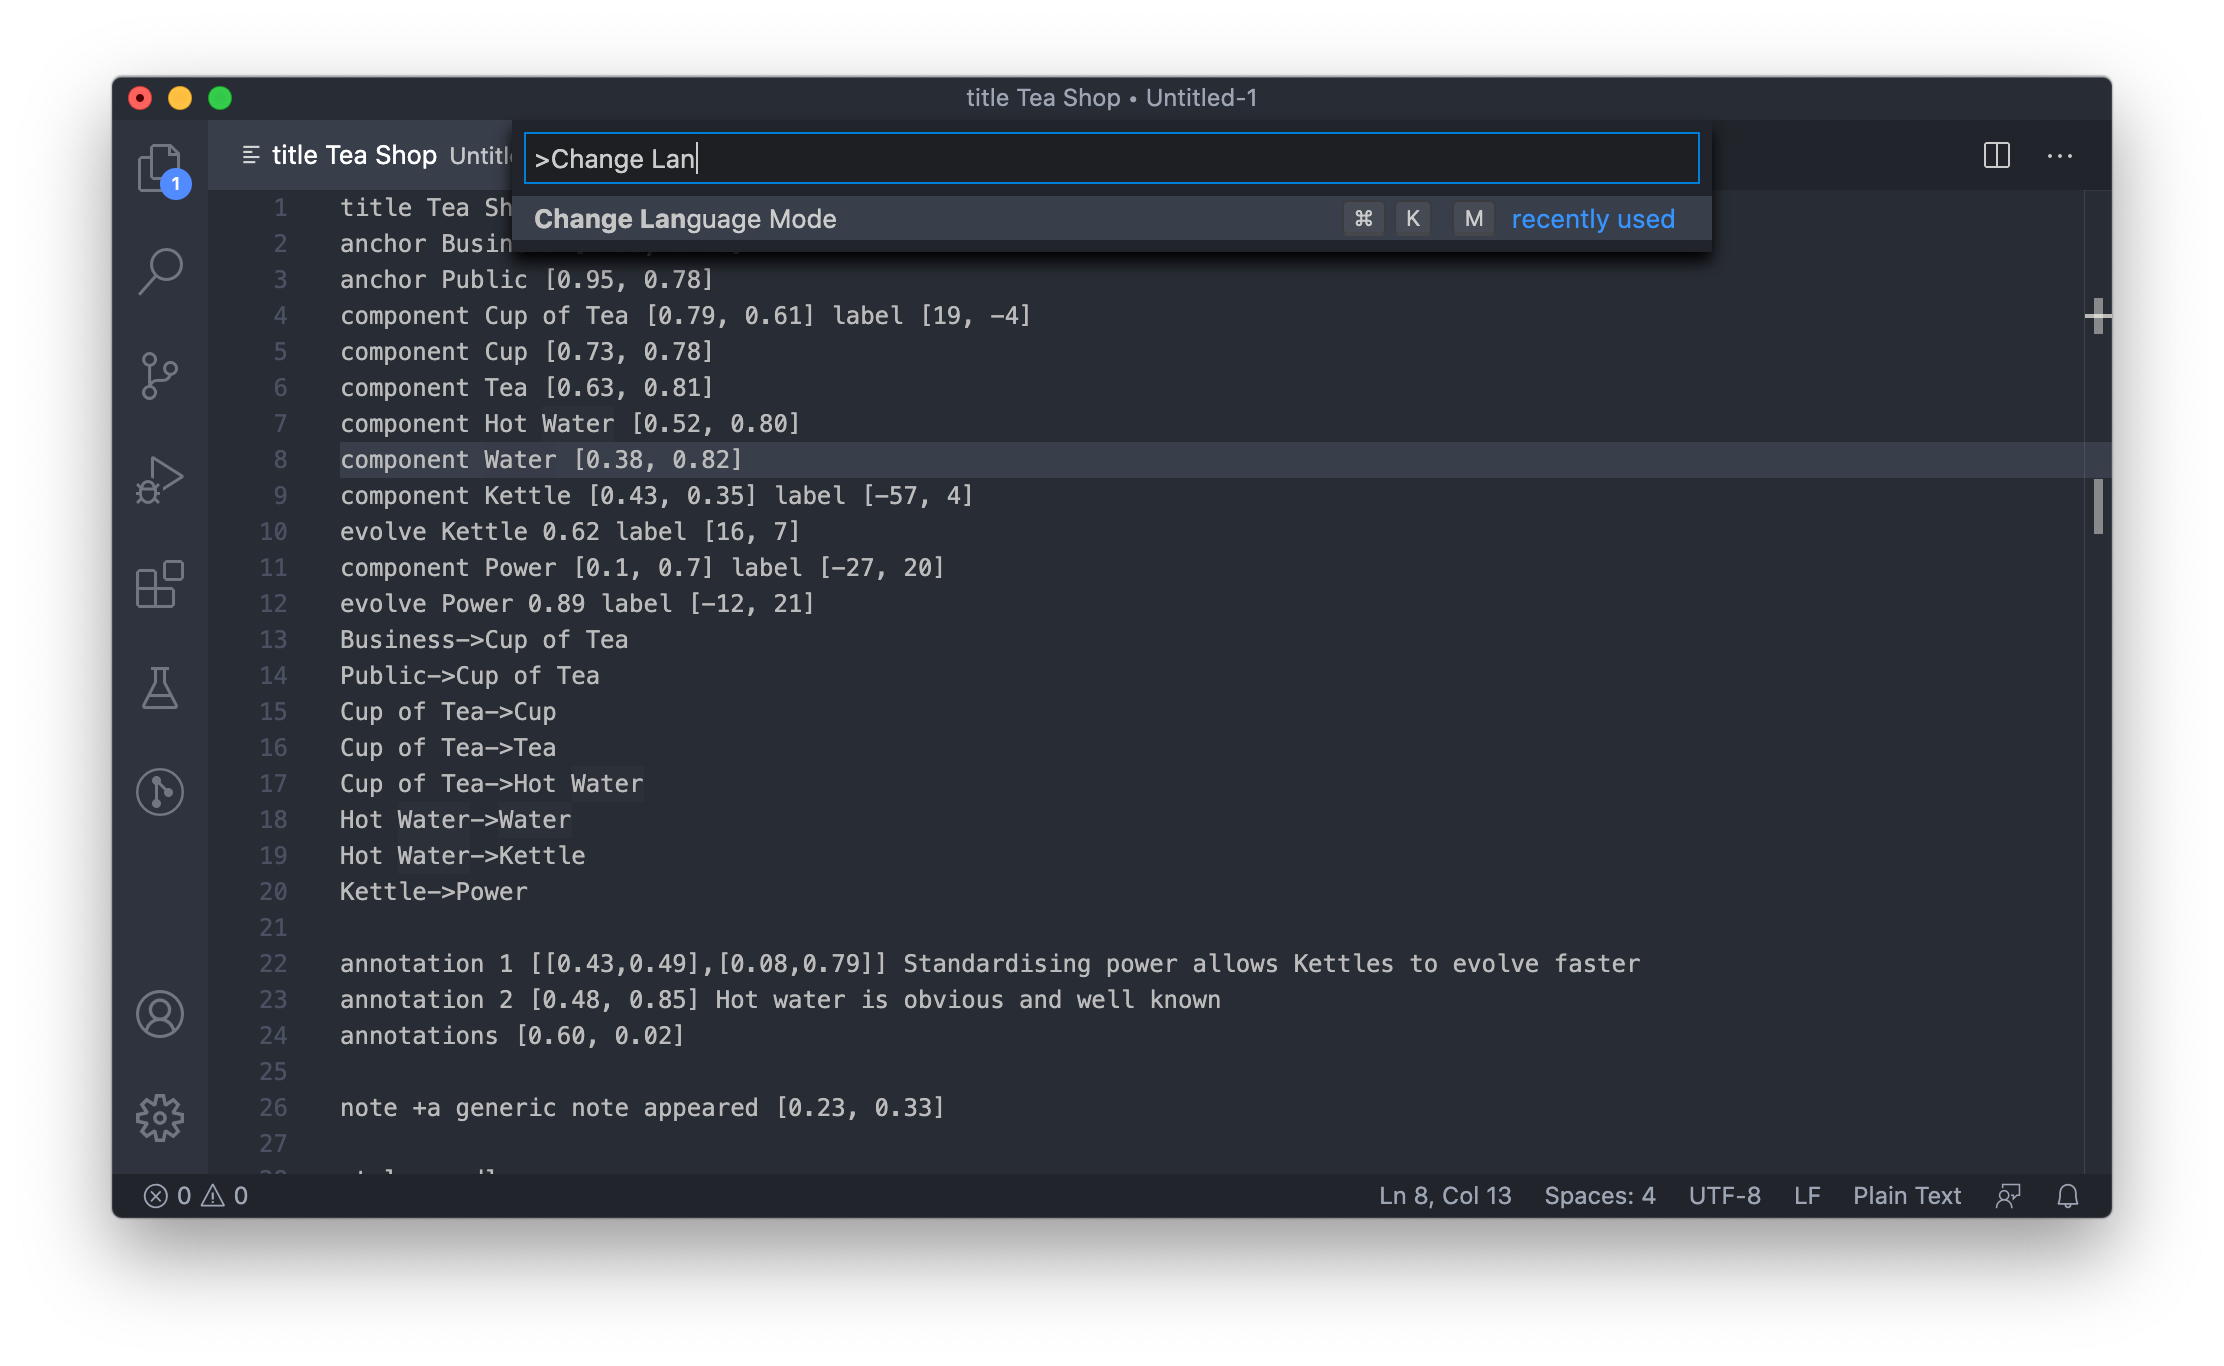 title Tea Shop • Untitled-1
title Tea Shop Untitl
>Change Lan
Change Language Mode ⌘ K M recently used
1
1 title Tea Sh
2 anchor Busin
3 anchor Public [0.95, 0.78]
4 component Cup of Tea [0.79, 0.61] label [19, -4]
5 component Cup [0.73, 0.78]
6 component Tea [0.63, 0.81]
7 component Hot Water [0.52, 0.80]
8 component Water [0.38, 0.82]
9 component Kettle [0.43, 0.35] label [-57, 4]
10 evolve Kettle 0.62 label [16, 7]
11 component Power [0.1, 0.7] label [-27, 20]
12 evolve Power 0.89 label [-12, 21]
13 Business->Cup of Tea
14 Public->Cup of Tea
15 Cup of Tea->Cup
16 Cup of Tea->Tea
17 Cup of Tea->Hot Water
18 Hot Water->Water
19 Hot Water->Kettle
20 Kettle->Power
21
22 annotation 1 [[0.43,0.49],[0.08,0.79]] Standardising power allows Kettles to evolve faster
23 annotation 2 [0.48, 0.85] Hot water is obvious and well known
24 annotations [0.60, 0.02]
25
26 note +a generic note appeared [0.23, 0.33]
27
0 0 Ln 8, Col 13 Spaces: 4 UTF-8 LF Plain Text